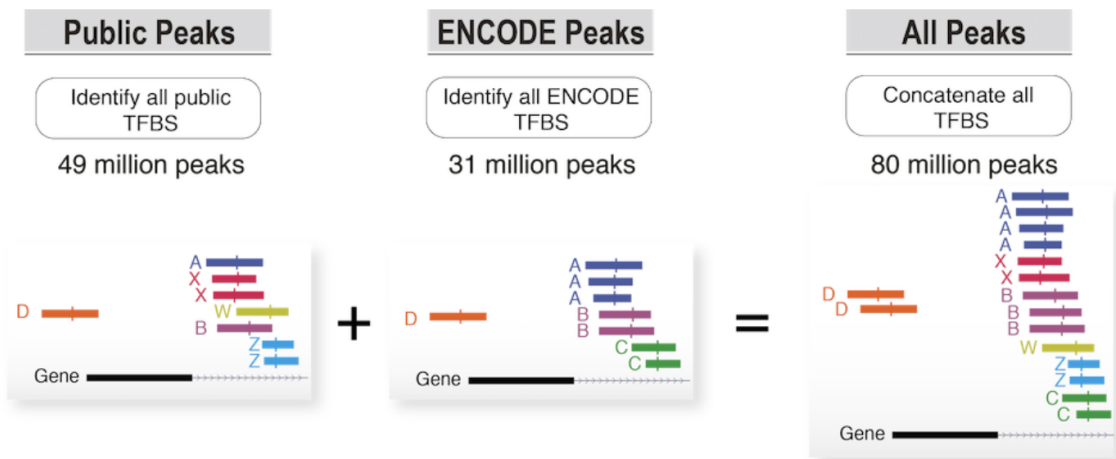 Public Peaks
Identify all public
TFBS
49 million peaks
A
X
X
D
W
B
Z
Z
Gene
+
ENCODE Peaks
Identify all ENCODE
TFBS
31 million peaks
A
A
A
D
B
B
C
C
Gene
=
All Peaks
Concatenate all
TFBS
80 million peaks
A
A
A
A
X
X
D
B
D
B
B
W
Z
Z
C
C
Gene